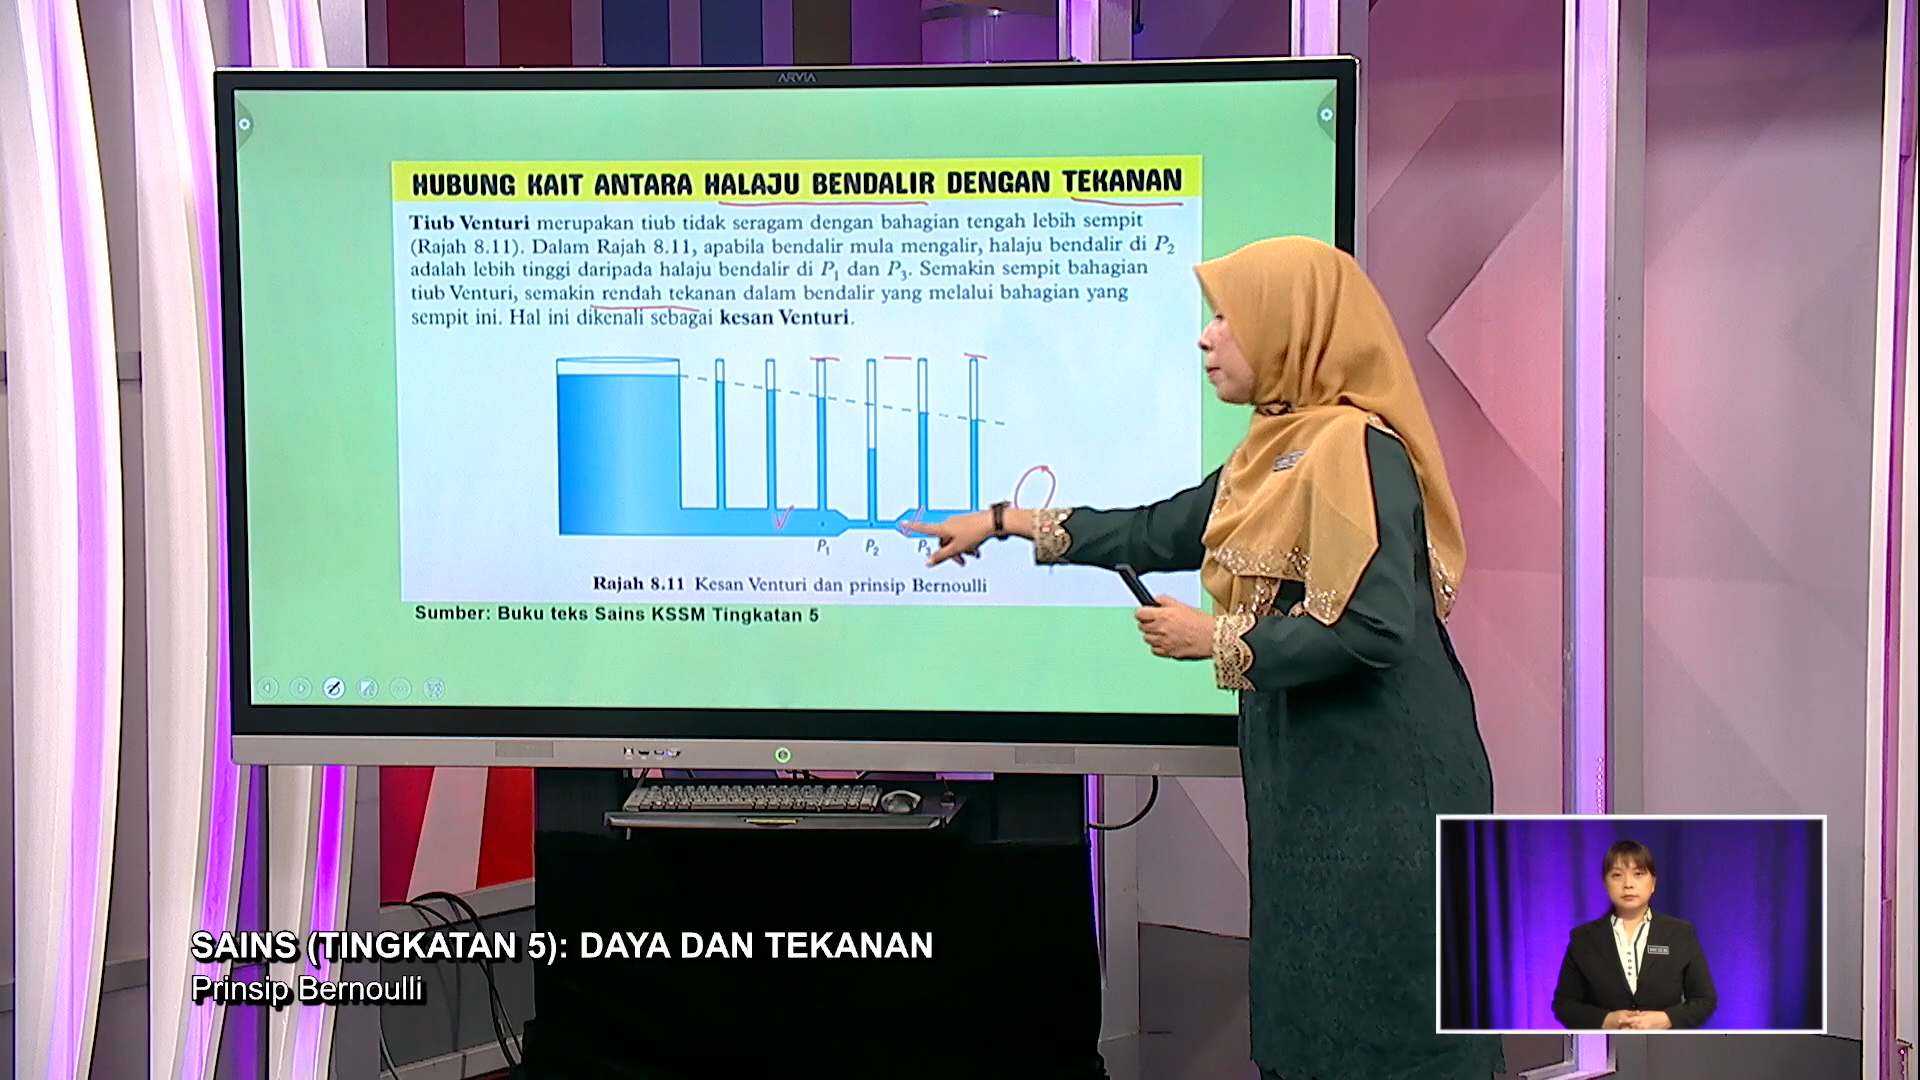 ARVIA
HUBUNG KAIT ANTARA HALAJU BENDALIR DENGAN TEKANAN
Tiub Venturi merupakan tiub tidak seragam dengan bahagian tengah lebih sempit
(Rajah 8.11). Dalam Rajah 8.11, apabila bendalir mula mengalir, halaju bendalir di P₂
adalah lebih tinggi daripada halaju bendalir di P₁ dan P₃. Semakin sempit bahagian
tiub Venturi, semakin rendah tekanan dalam bendalir yang melalui bahagian yang
sempit ini. Hal ini dikenali sebagai kesan Venturi.
P₁ P₂ P₃
Rajah 8.11 Kesan Venturi dan prinsip Bernoulli
Sumber: Buku teks Sains KSSM Tingkatan 5
SAINS (TINGKATAN 5): DAYA DAN TEKANAN
Prinsip Bernoulli